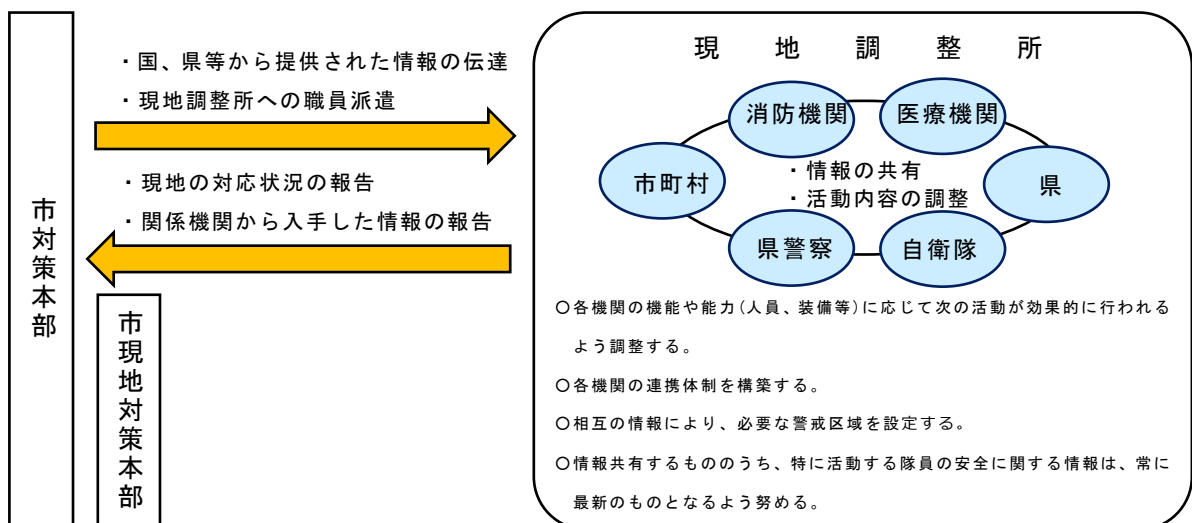 市対策本部
市現地対策本部
・国、県等から提供された情報の伝達
・現地調整所への職員派遣
・現地の対応状況の報告
・関係機関から入手した情報の報告
現地調整所
消防機関
医療機関
市町村
・情報の共有
・活動内容の調整
県
県警察
自衛隊
○各機関の機能や能力(人員、装備等)に応じて次の活動が効果的に行われる
よう調整する。
○各機関の連携体制を構築する。
○相互の情報により、必要な警戒区域を設定する。
○情報共有するもののうち、特に活動する隊員の安全に関する情報は、常に
最新のものとなるよう努める。